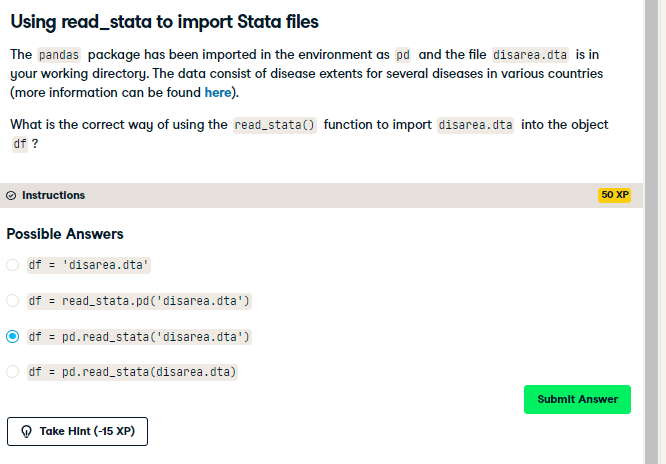 Using read_stata to import Stata files
The pandas package has been imported in the environment as pd and the file disarea.dta is in
your working directory. The data consist of disease extents for several diseases in various countries
(more information can be found here).
What is the correct way of using the read_stata() function to import disarea.dta into the object
df ?
Instructions
50 XP
Possible Answers
df = 'disarea.dta'
df = read_stata.pd('disarea.dta')
df = pd.read_stata('disarea.dta')
df = pd.read_stata(disarea.dta)
Submit Answer
Take Hint (-15 XP)